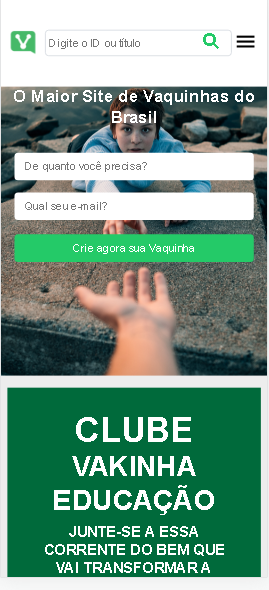 V
Digite o ID ou título
O Maior Site de Vaquinhas do
Brasil
De quanto você precisa?
Qual seu e-mail?
Crie agora sua Vaquinha
CLUBE
VAKINHA
EDUCAÇÃO
JUNTE-SE A ESSA
CORRENTE DO BEM QUE
VAI TRANSFORMAR A